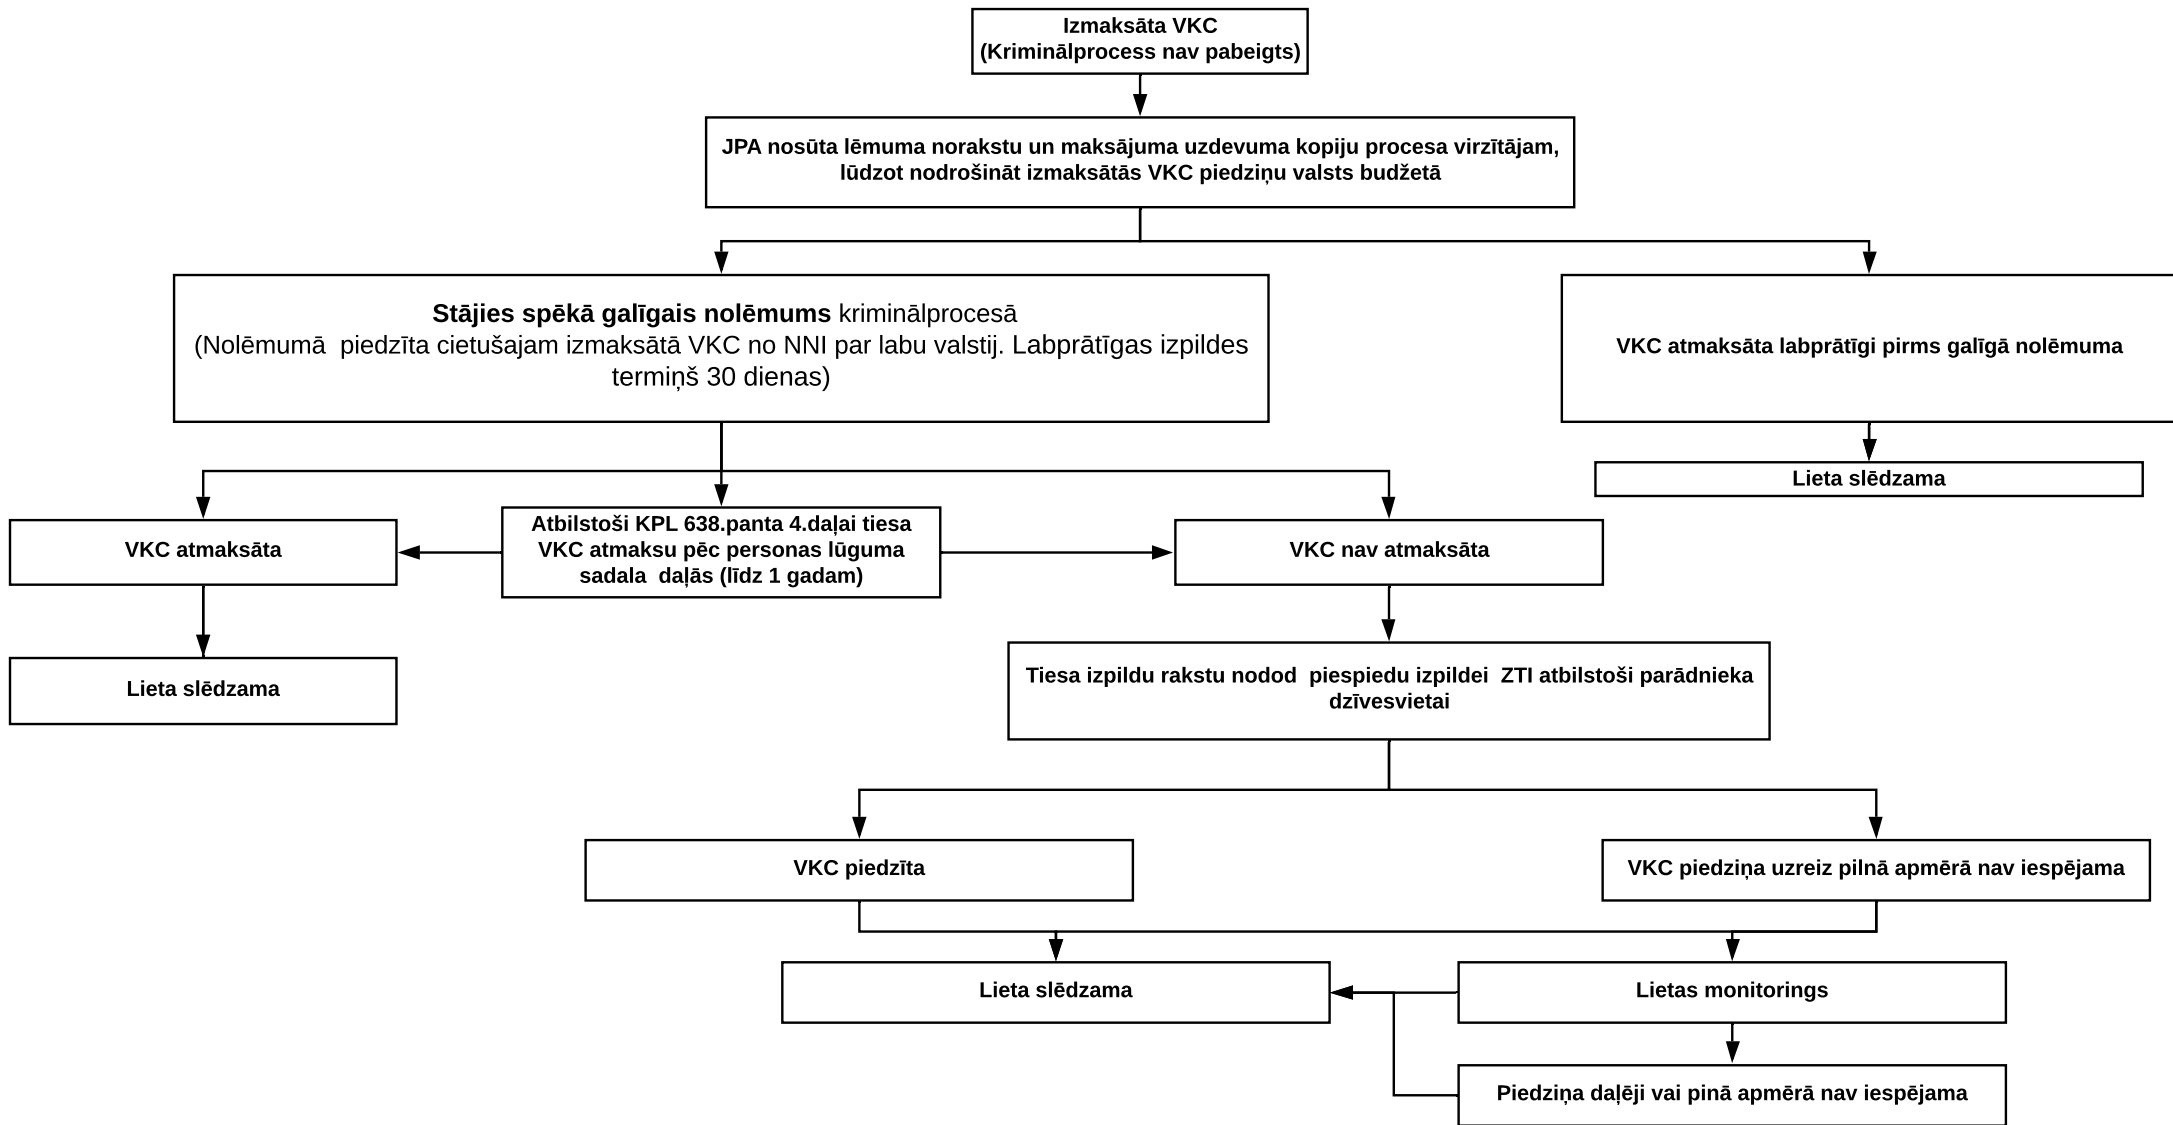 Izmaksāta VKC
(Kriminālprocess nav pabeigts)
JPA nosūta lēmuma norakstu un maksājuma uzdevuma kopiju procesa virzītājam,
lūdzot nodrošināt izmaksātās VKC piedziņu valsts budžetā
Stājies spēkā galīgais nolēmums kriminālprocesā
(Nolēmumā piedzīta cietušajam izmaksātā VKC no NNI par labu valstij. Labprātīgas izpildes
termiņš 30 dienas)
VKC atmaksāta labprātīgi pirms galīgā nolēmuma
Lieta slēdzama
VKC atmaksāta
Atbilstoši KPL 638.panta 4.daļai tiesa
VKC atmaksu pēc personas lūguma
sadala daļās (līdz 1 gadam)
VKC nav atmaksāta
Lieta slēdzama
Tiesa izpildu rakstu nodod piespiedu izpildei ZTI atbilstoši parādnieka
dzīvesvietai
VKC piedzīta
VKC piedziņa uzreiz pilnā apmērā nav iespējama
Lieta slēdzama
Lietas monitorings
Piedziņa daļēji vai pinā apmērā nav iespējama